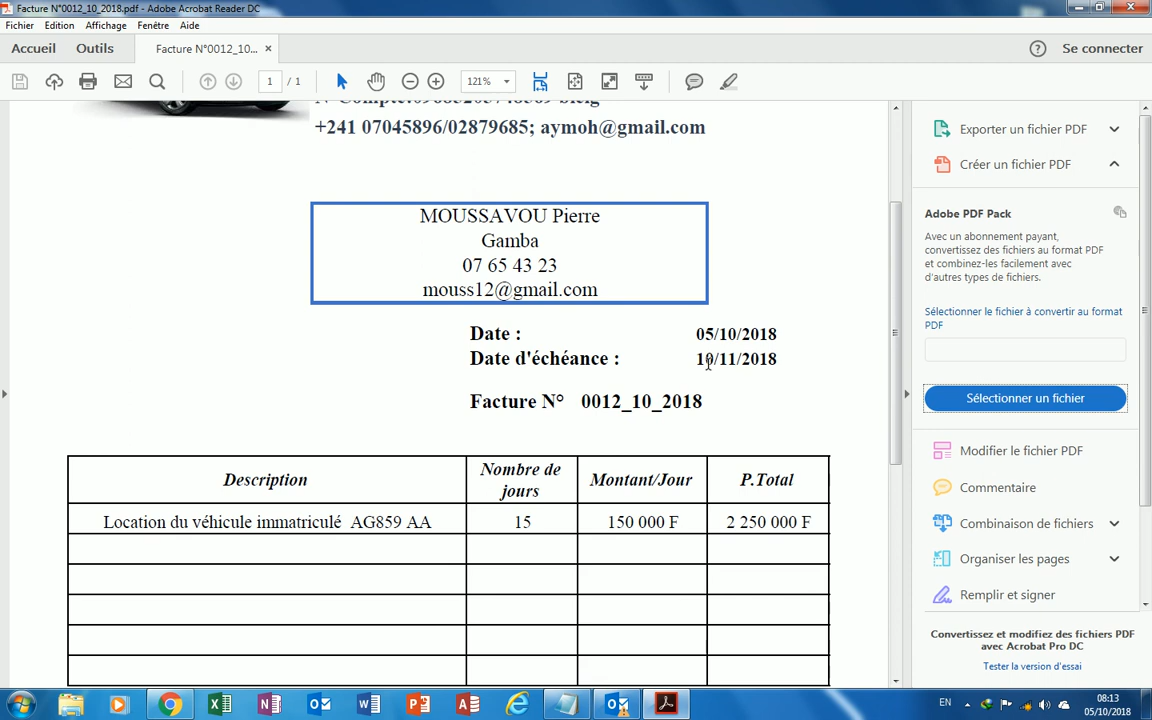 Facture N°0012_10_2018.pdf - Adobe Acrobat Reader DC
Fichier Edition Affichage Fenêtre Aide
Accueil Outils Facture N°0012_10... × Se connecter
1 / 1 121%
+241 07045896/02879685; aymoh@gmail.com
MOUSSAVOU Pierre
Gamba
07 65 43 23
mouss12@gmail.com
Date : 05/10/2018
Date d'échéance : 10/11/2018
Facture N° 0012_10_2018
Description Nombre de jours Montant/Jour P.Total
Location du véhicule immatriculé AG859 AA 15 150 000 F 2 250 000 F
Exporter un fichier PDF
Créer un fichier PDF
Adobe PDF Pack
Avec un abonnement payant,
convertissez des fichiers au format PDF
et combinez-les facilement avec
d'autres types de fichiers.
Sélectionner le fichier à convertir au format
PDF
Sélectionner un fichier
Modifier le fichier PDF
Commentaire
Combinaison de fichiers
Organiser les pages
Remplir et signer
Convertissez et modifiez des fichiers PDF
avec Acrobat Pro DC
Tester la version d'essai
EN 08:13
05/10/2018